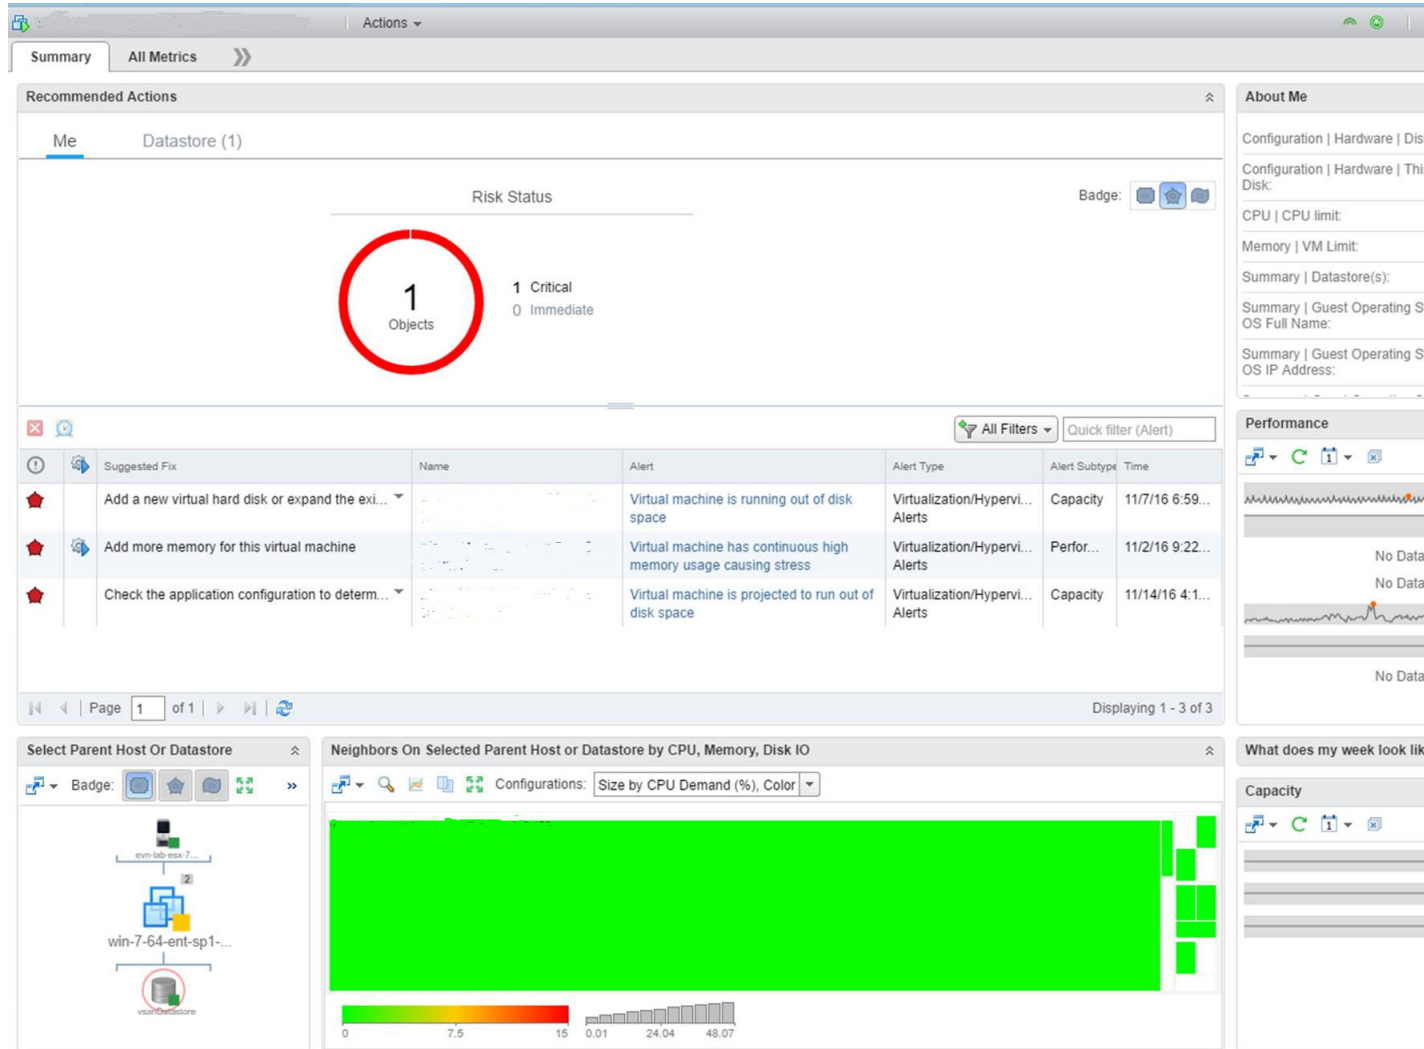 Actions
Summary
All Metrics
Recommended Actions
About Me
Me
Datastore (1)
Configuration | Hardware | Dis
Configuration | Hardware | Thi
Disk:
Risk Status
Badge:
CPU | CPU limit:
Memory | VM Limit:
1
Objects
1 Critical
0 Immediate
Summary | Datastore(s):
Summary | Guest Operating S
OS Full Name:
Summary | Guest Operating S
OS IP Address:
All Filters
Quick filter (Alert)
Performance
Suggested Fix
Name
Alert
Alert Type
Alert Subtype
Time
1
Add a new virtual hard disk or expand the exi...
Virtual machine is running out of disk
space
Virtualization/Hypervi...
Alerts
Capacity
11/7/16 6:59...
Add more memory for this virtual machine
Virtual machine has continuous high
memory usage causing stress
Virtualization/Hypervi...
Alerts
Perfor...
11/2/16 9:22...
No Data
No Data
Check the application configuration to determ...
Virtual machine is projected to run out of
disk space
Virtualization/Hypervi...
Alerts
Capacity
11/14/16 4:1...
No Data
Page 1 of 1
Displaying 1 - 3 of 3
Select Parent Host Or Datastore
Neighbors On Selected Parent Host or Datastore by CPU, Memory, Disk IO
What does my week look lik
Badge:
»
Configurations: Size by CPU Demand (%), Color
Capacity
1
evn-lab-esx-7...
2
win-7-64-ent-sp1-...
vsanDatastore
0
7.5
15
0.01
24.04
48.07